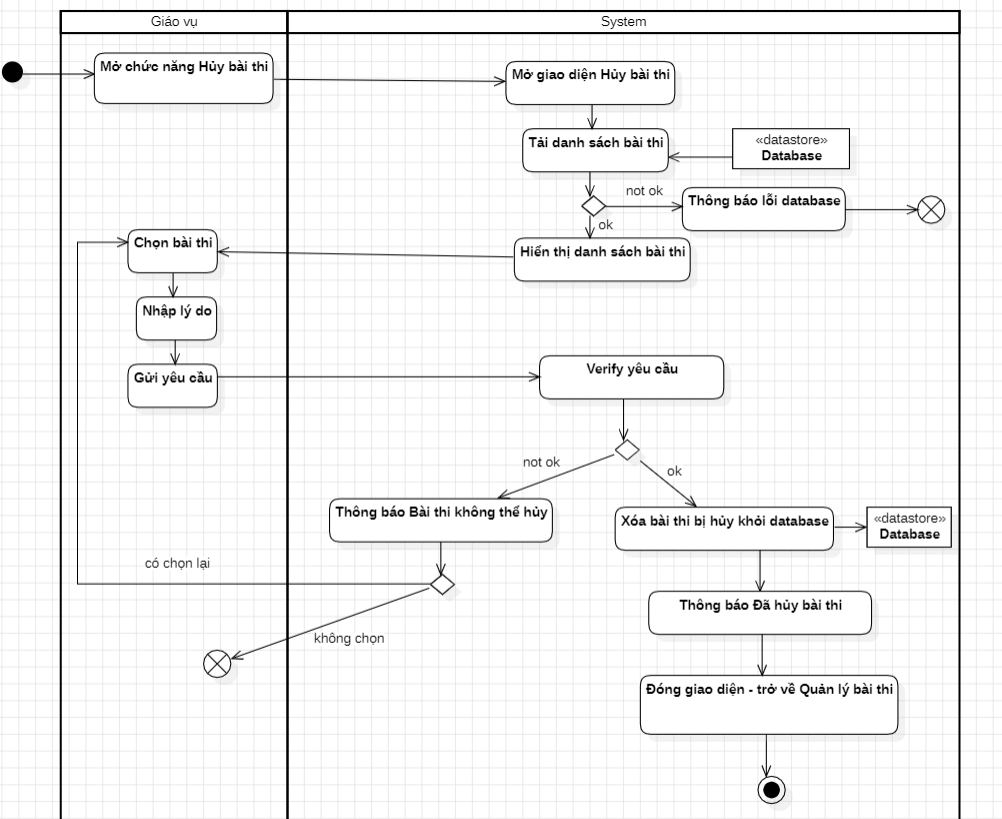 Giáo vụ
System
Mở chức năng Hủy bài thi
Mở giao diện Hủy bài thi
Tải danh sách bài thi
«datastore»
Database
not ok
Thông báo lỗi database
ok
Chọn bài thi
Hiển thị danh sách bài thi
Nhập lý do
Gửi yêu cầu
Verify yêu cầu
not ok
ok
Thông báo Bài thi không thể hủy
Xóa bài thi bị hủy khỏi database
«datastore»
Database
có chọn lại
Thông báo Đã hủy bài thi
không chọn
Đóng giao diện - trở về Quản lý bài thi